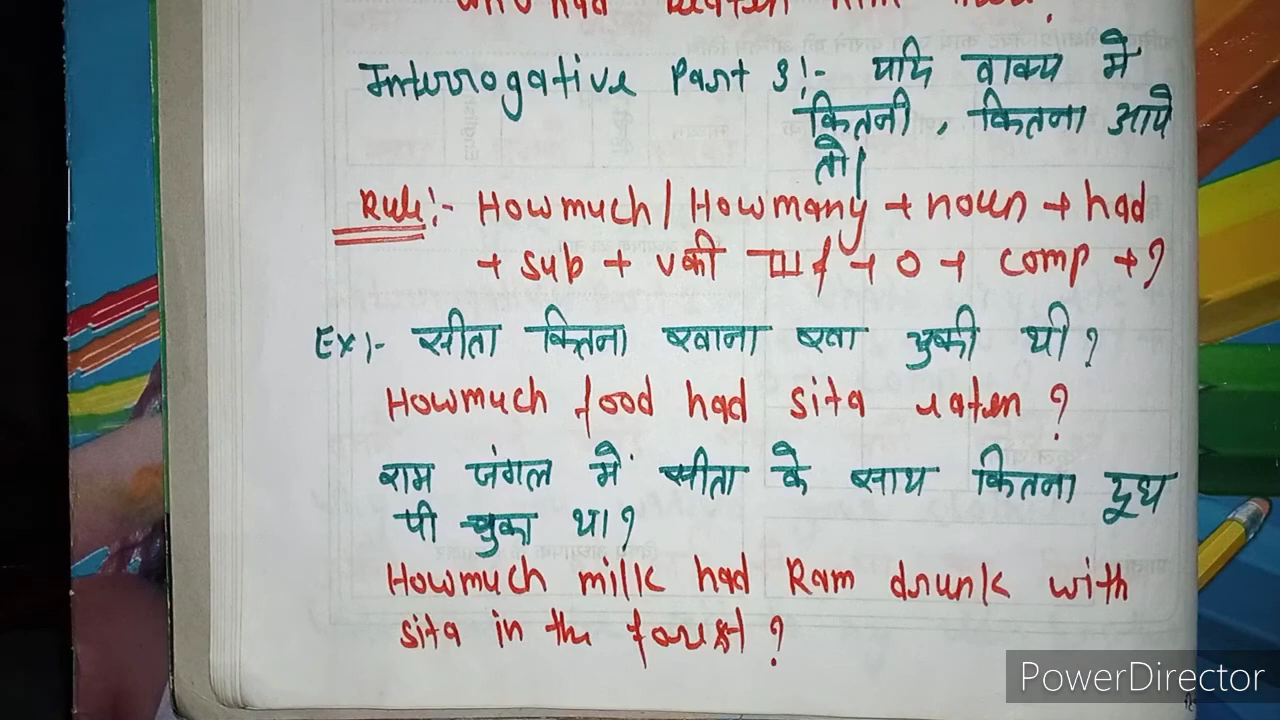 Interrogative Part 3:- यदि वाक्य में
कितनी, कितना आये
तो।
Rule:- Howmuch / Howmany + noun + had
+ sub + v की III f + o + comp + ?
Ex:- सीता कितना खाना खा चुकी थी ?
Howmuch food had sita eaten ?
राम जंगल में सीता के साथ कितना दूध
पी चुका था ?
Howmuch milk had Ram drunk with
sita in the forest ?
PowerDirector